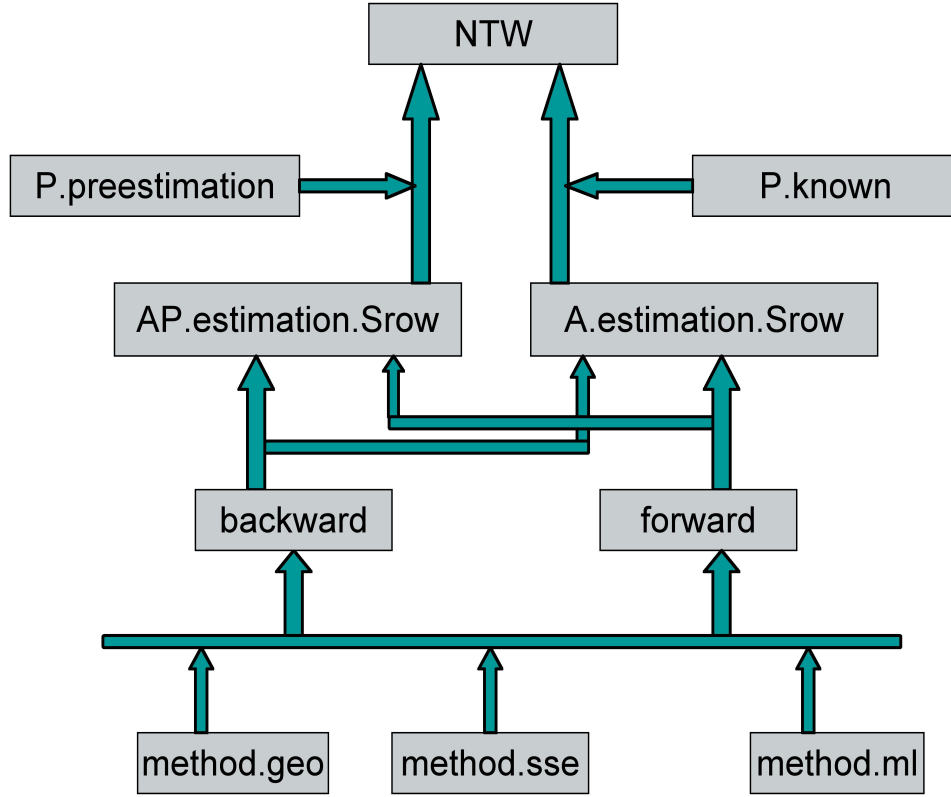 NTW
P.preestimation
P.known
AP.estimation.Srow
A.estimation.Srow
backward
forward
method.geo
method.sse
method.ml